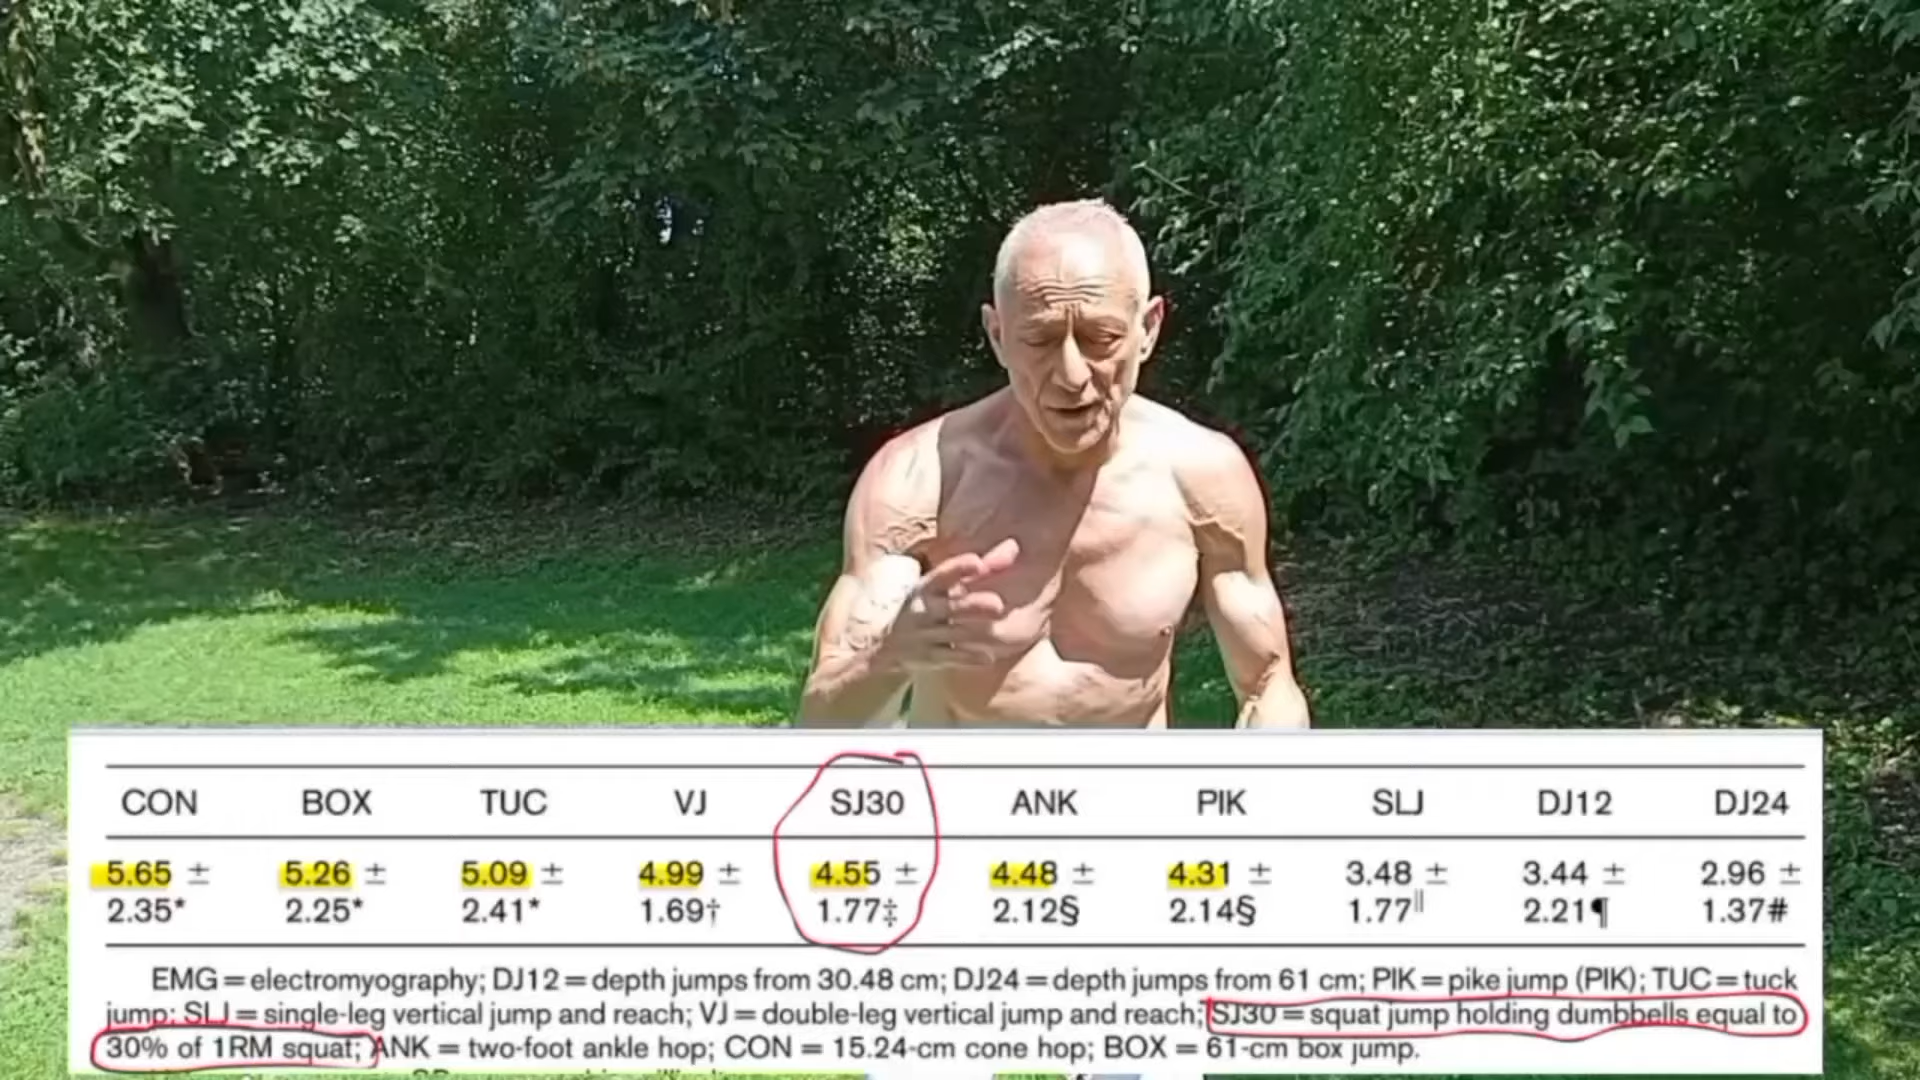 CON BOX TUC VJ SJ30 ANK PIK SLJ DJ12 DJ24
5.65 ± 5.26 ± 5.09 ± 4.99 ± 4.55 ± 4.48 ± 4.31 ± 3.48 ± 3.44 ± 2.96 ±
2.35* 2.25* 2.41* 1.69† 1.77‡ 2.12§ 2.14§ 1.77|| 2.21¶ 1.37#
EMG = electromyography; DJ12 = depth jumps from 30.48 cm; DJ24 = depth jumps from 61 cm; PIK = pike jump (PIK); TUC = tuck
jump; SLJ = single-leg vertical jump and reach; VJ = double-leg vertical jump and reach; SJ30 = squat jump holding dumbbells equal to
30% of 1RM squat; ANK = two-foot ankle hop; CON = 15.24-cm cone hop; BOX = 61-cm box jump.